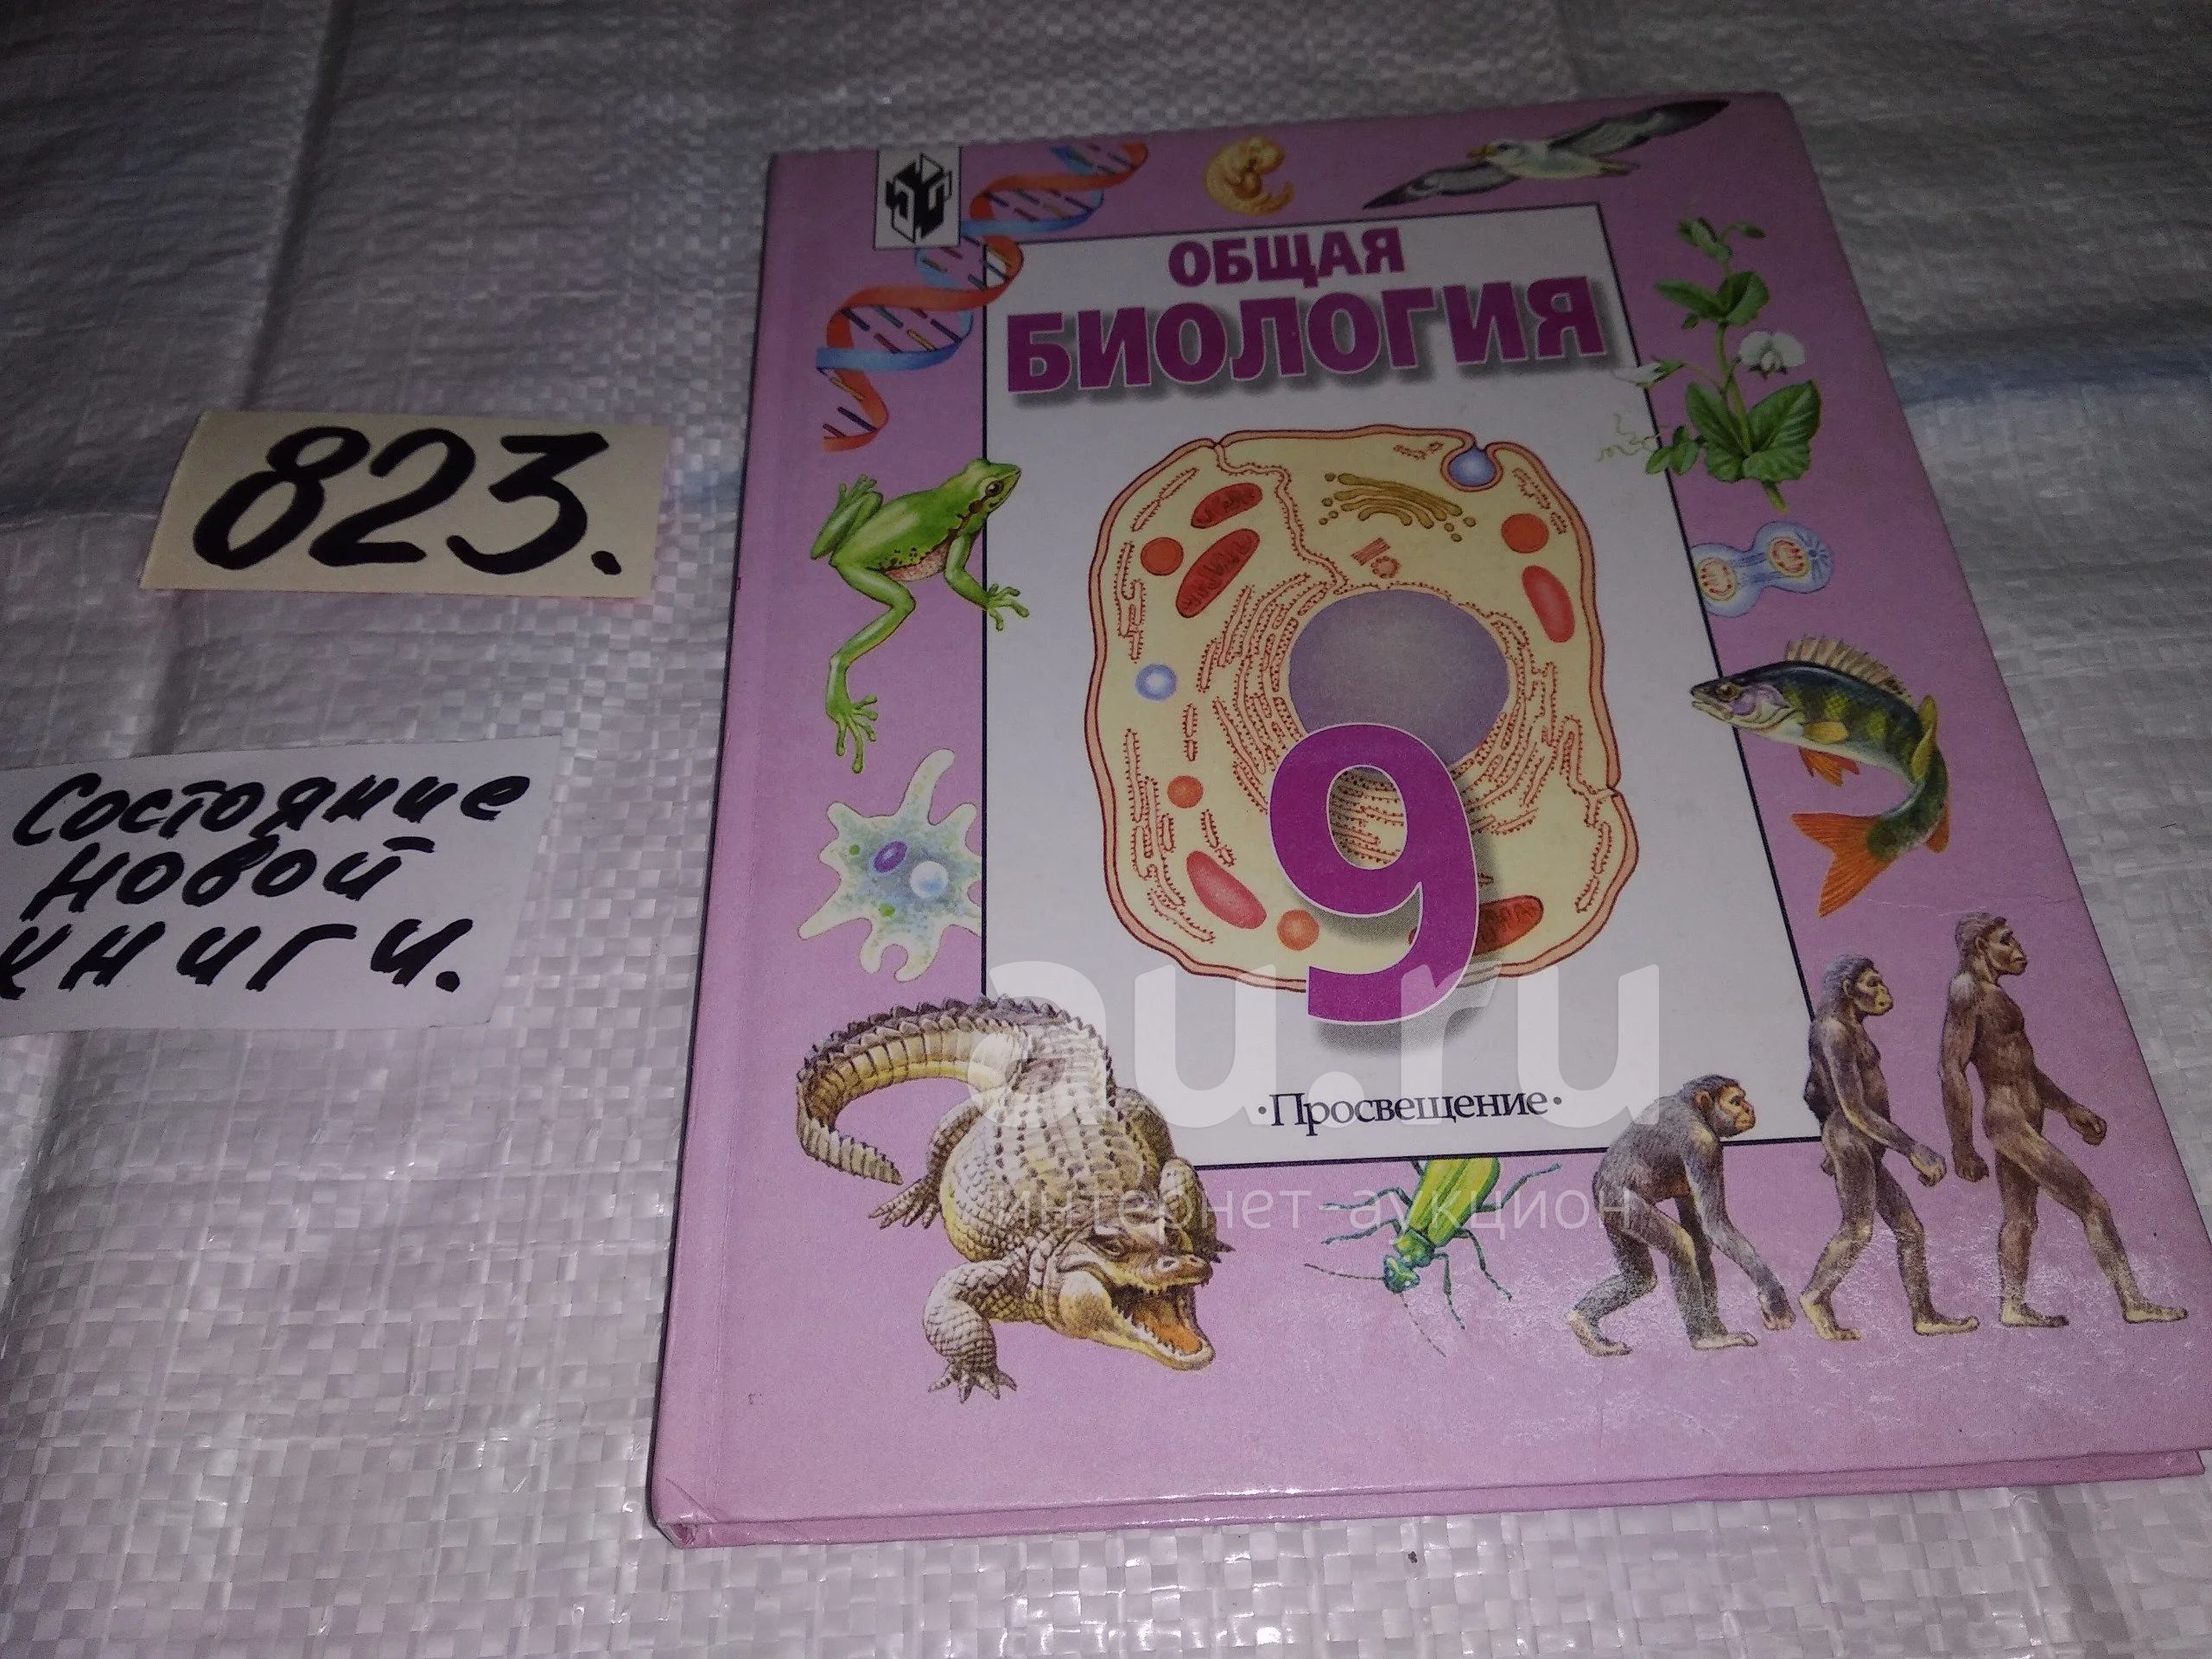 823.
Состояние
новой
книги.
ОБЩАЯ
БИОЛОГИЯ
9
·Просвещение·
au.ru
интернет-аукцион